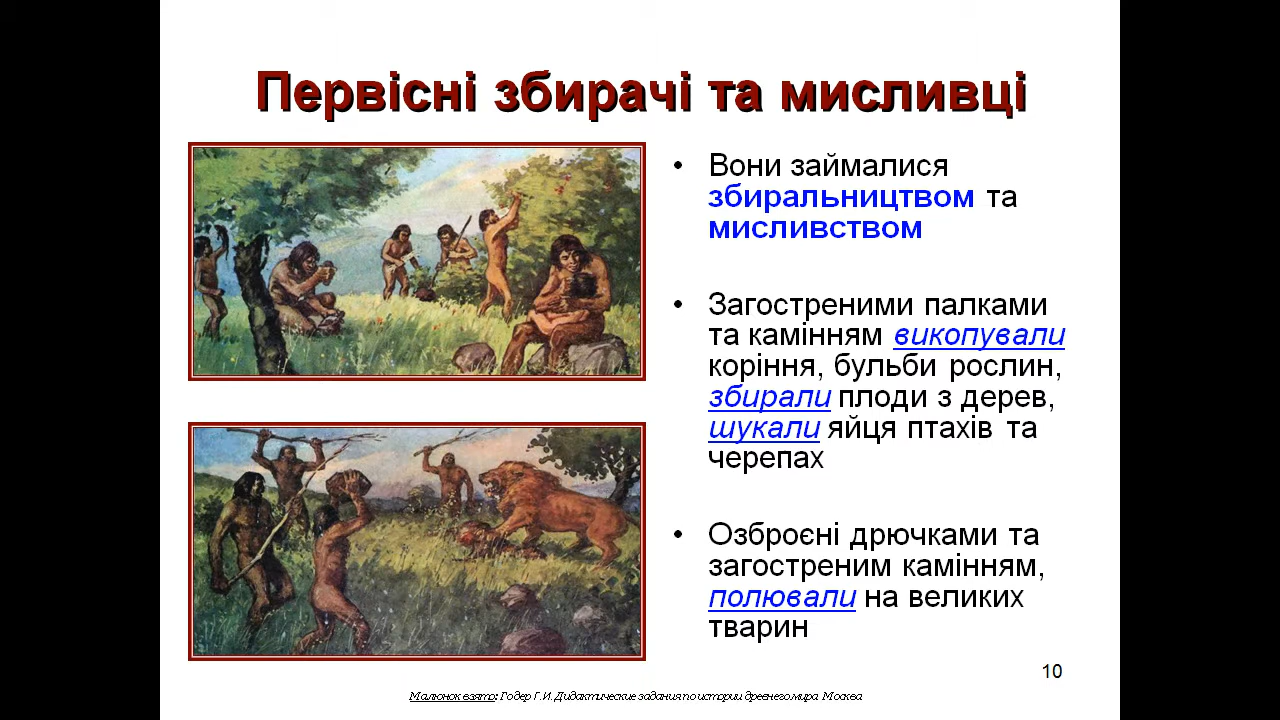 Первісні збирачі та мисливці
• Вони займалися
збиральництвом та
мисливством
• Загостреними палками
та камінням викопували
коріння, бульби рослин,
збирали плоди з дерев,
шукали яйця птахів та
черепах
• Озброєні дрючками та
загостреним камінням,
полювали на великих
тварин
10
Малюнок взято: Годер Г.И. Дидактические задания по истории древнего мира. Москва